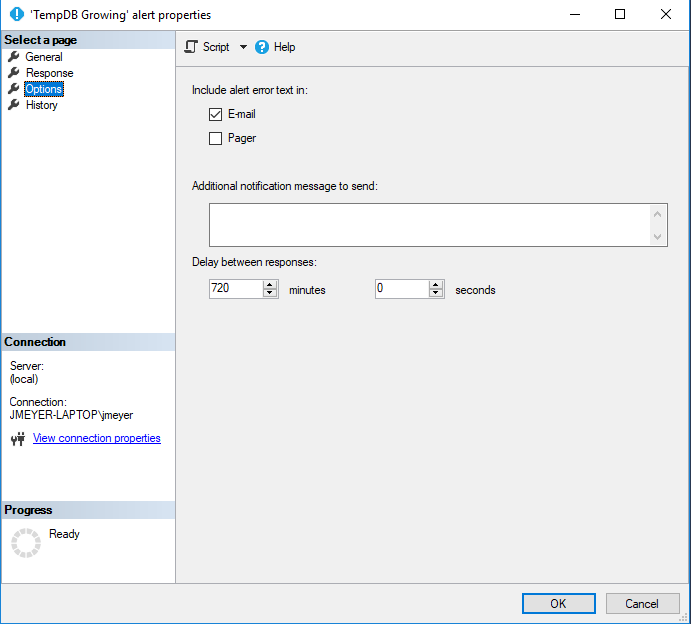 'TempDB Growing' alert properties
Select a page
General
Response
Options
History
Script
Help
Include alert error text in:
E-mail
Pager
Additional notification message to send:
Delay between responses:
720 minutes 0 seconds
Connection
Server:
(local)
Connection:
JMEYER-LAPTOP\jmeyer
View connection properties
Progress
Ready
OK Cancel